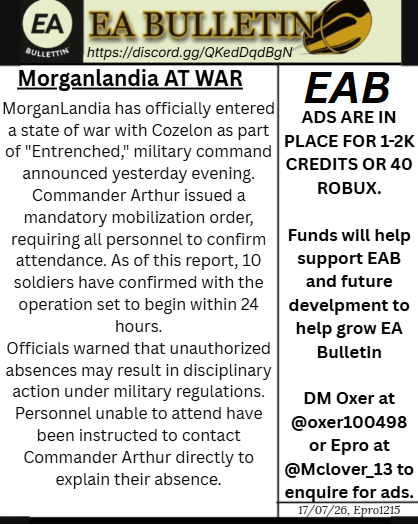 EA
BULLETTIN
EA BULLETIN
https://discord.gg/QKedDqdBgN
Morganlandia AT WAR
MorganLandia has officially entered
a state of war with Cozelon as part
of "Entrenched," military command
announced yesterday evening.
Commander Arthur issued a
mandatory mobilization order,
requiring all personnel to confirm
attendance. As of this report, 10
soldiers have confirmed with the
operation set to begin within 24
hours.
Officials warned that unauthorized
absences may result in disciplinary
action under military regulations.
Personnel unable to attend have
been instructed to contact
Commander Arthur directly to
explain their absence.
EAB
ADS ARE IN
PLACE FOR 1-2K
CREDITS OR 40
ROBUX.
Funds will help
support EAB
and future
develpment to
help grow EA
Bulletin
DM Oxer at
@oxer100498
or Epro at
@Mclover_13 to
enquire for ads.
17/07/26, Epro1215